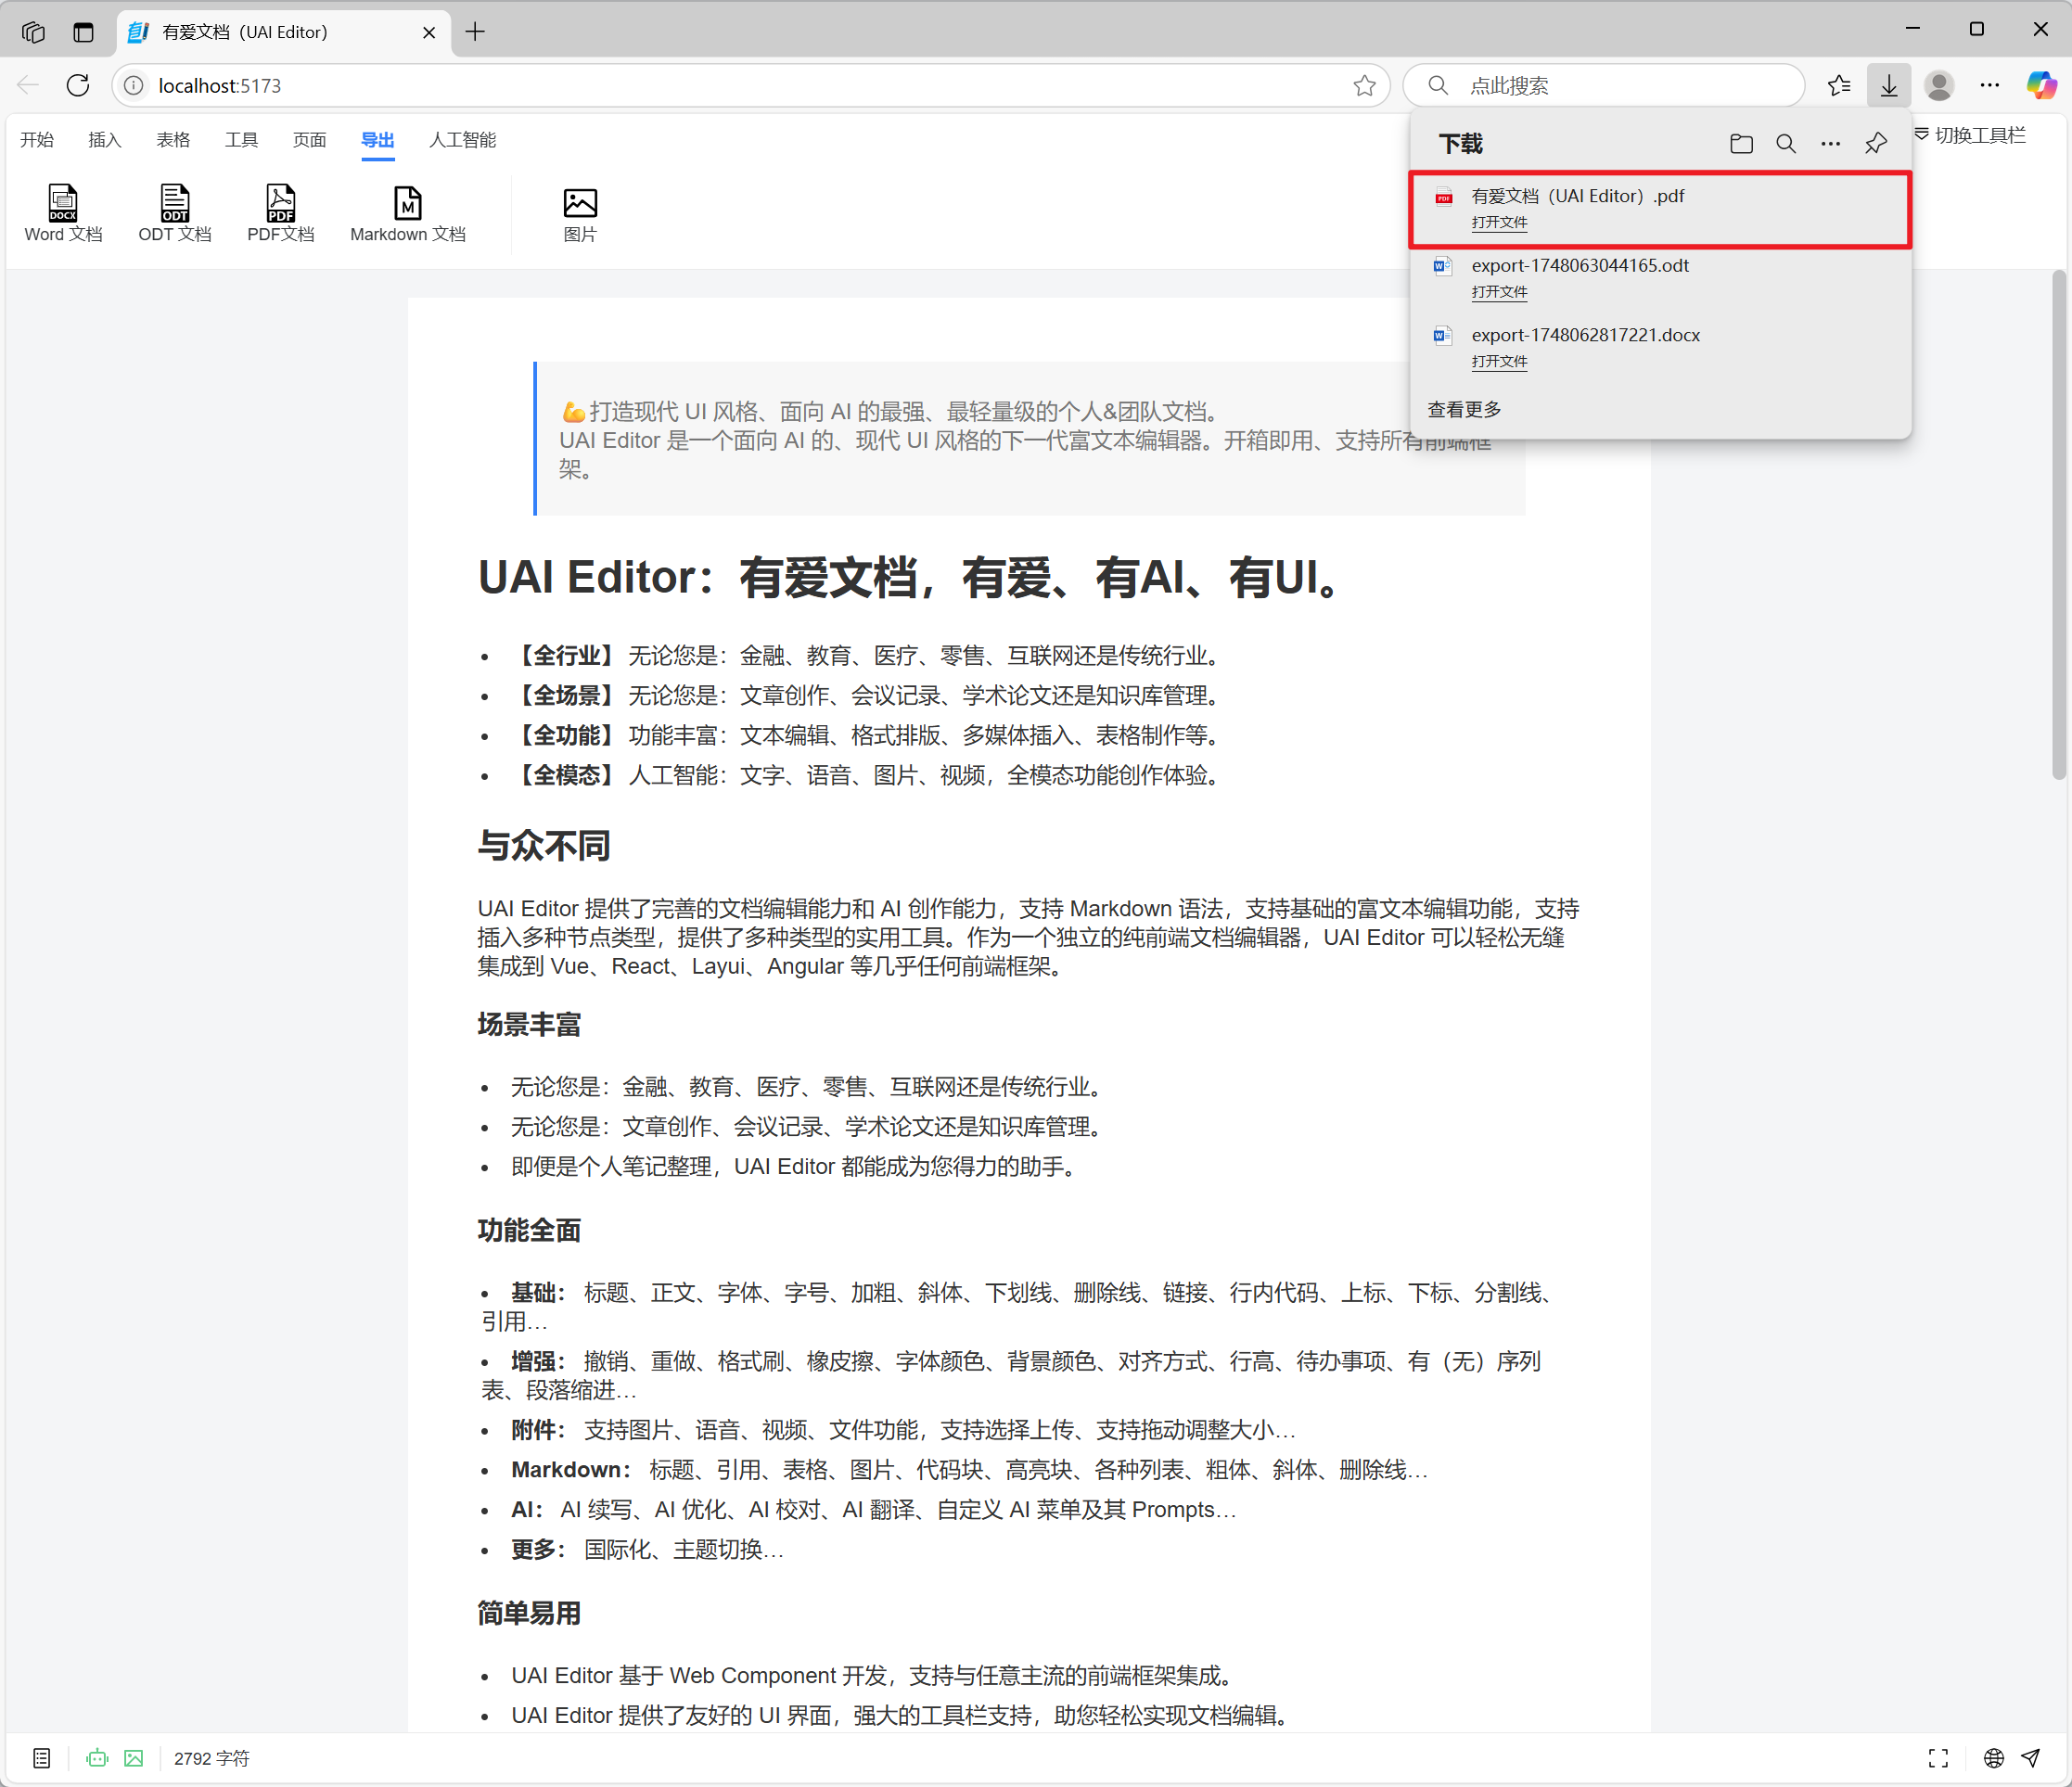 有爱文档（UAI Editor）
localhost:5173
点此搜索
开始 插入 表格 工具 页面 导出 人工智能
切换工具栏
Word 文档 ODT 文档 PDF文档 Markdown 文档 图片
DOCX ODT PDF M
下载
有爱文档（UAI Editor）.pdf
打开文件
export-1748063044165.odt
打开文件
export-1748062817221.docx
打开文件
查看更多
💪打造现代 UI 风格、面向 AI 的最强、最轻量级的个人&团队文档。
UAI Editor 是一个面向 AI 的、现代 UI 风格的下一代富文本编辑器。开箱即用、支持所有前端框
架。
UAI Editor：有爱文档，有爱、有AI、有UI。
• 【全行业】 无论您是：金融、教育、医疗、零售、互联网还是传统行业。
• 【全场景】 无论您是：文章创作、会议记录、学术论文还是知识库管理。
• 【全功能】 功能丰富：文本编辑、格式排版、多媒体插入、表格制作等。
• 【全模态】 人工智能：文字、语音、图片、视频，全模态功能创作体验。
与众不同
UAI Editor 提供了完善的文档编辑能力和 AI 创作能力，支持 Markdown 语法，支持基础的富文本编辑功能，支持
插入多种节点类型，提供了多种类型的实用工具。作为一个独立的纯前端文档编辑器，UAI Editor 可以轻松无缝
集成到 Vue、React、Layui、Angular 等几乎任何前端框架。
场景丰富
• 无论您是：金融、教育、医疗、零售、互联网还是传统行业。
• 无论您是：文章创作、会议记录、学术论文还是知识库管理。
• 即便是个人笔记整理，UAI Editor 都能成为您得力的助手。
功能全面
• 基础： 标题、正文、字体、字号、加粗、斜体、下划线、删除线、链接、行内代码、上标、下标、分割线、
引用…
• 增强： 撤销、重做、格式刷、橡皮擦、字体颜色、背景颜色、对齐方式、行高、待办事项、有（无）序列
表、段落缩进…
• 附件： 支持图片、语音、视频、文件功能，支持选择上传、支持拖动调整大小…
• Markdown： 标题、引用、表格、图片、代码块、高亮块、各种列表、粗体、斜体、删除线…
• AI： AI 续写、AI 优化、AI 校对、AI 翻译、自定义 AI 菜单及其 Prompts…
• 更多： 国际化、主题切换…
简单易用
• UAI Editor 基于 Web Component 开发，支持与任意主流的前端框架集成。
• UAI Editor 提供了友好的 UI 界面，强大的工具栏支持，助您轻松实现文档编辑。
2792 字符